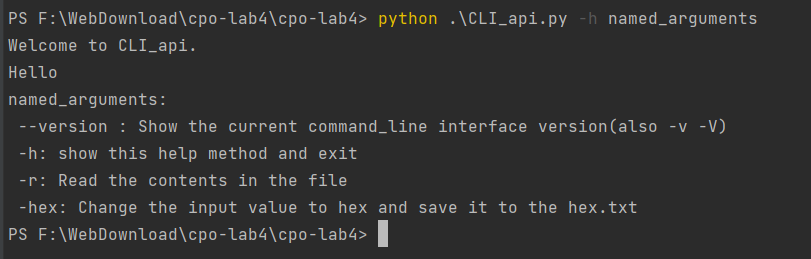 PS F:\WebDownload\cpo-lab4\cpo-lab4> python .\CLI_api.py -h named_arguments
Welcome to CLI_api.
Hello
named_arguments:
 --version : Show the current command_line interface version(also -v -V)
 -h: show this help method and exit
 -r: Read the contents in the file
 -hex: Change the input value to hex and save it to the hex.txt
PS F:\WebDownload\cpo-lab4\cpo-lab4>